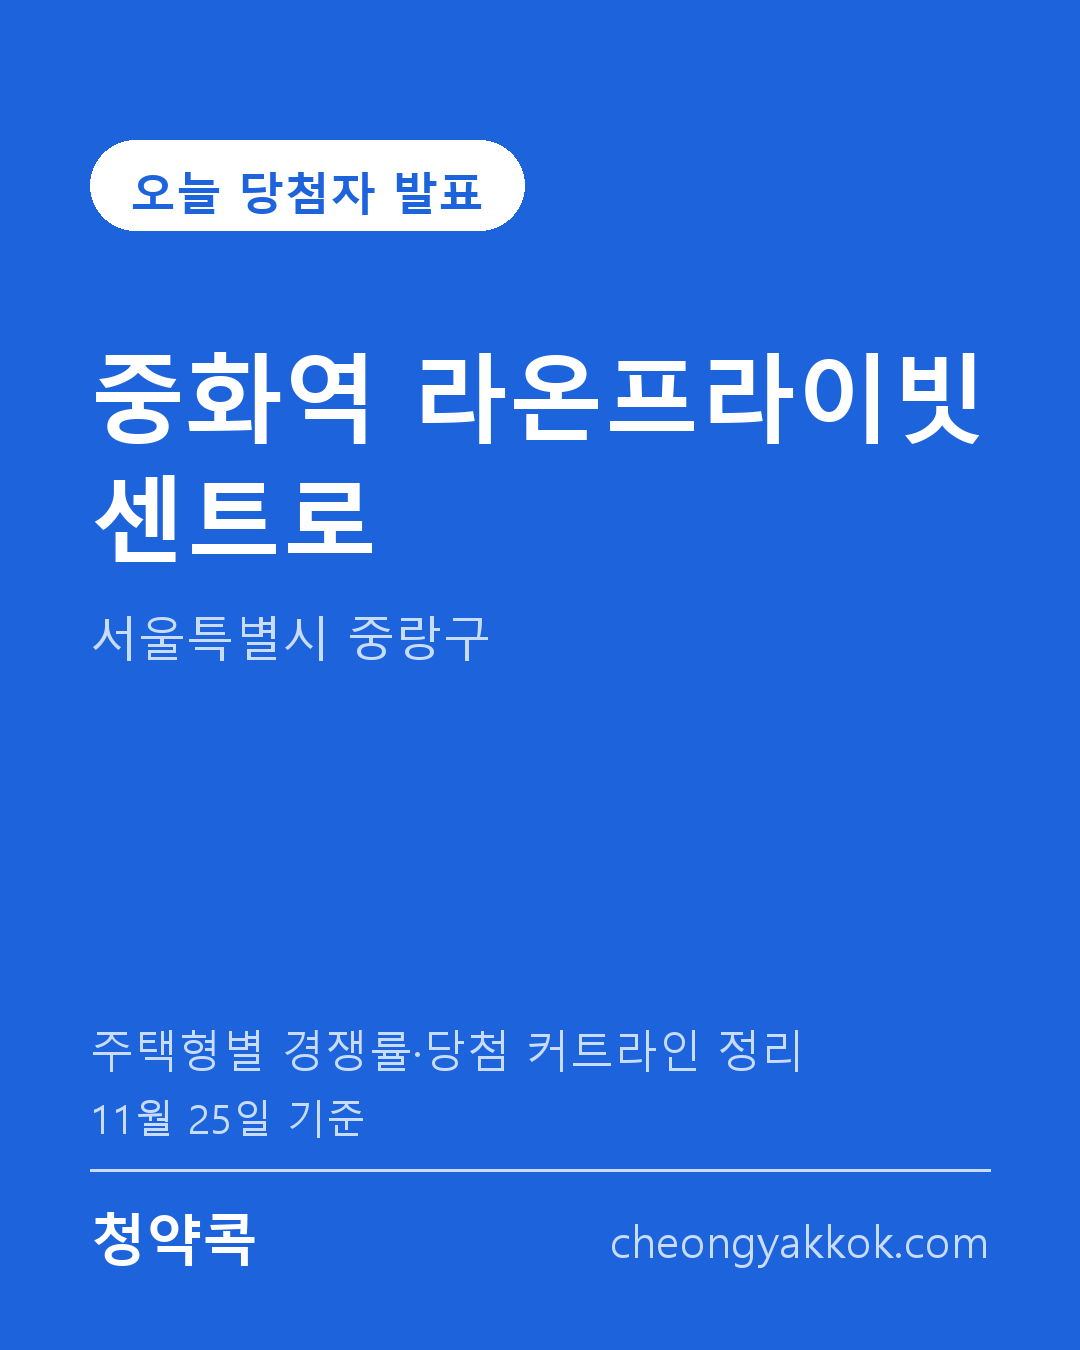 오늘 당첨자 발표
중화역 라온프라이빗
센트로
서울특별시 중랑구
주택형별 경쟁률·당첨 커트라인 정리
11월 25일 기준
청약콕
cheongyakkok.com